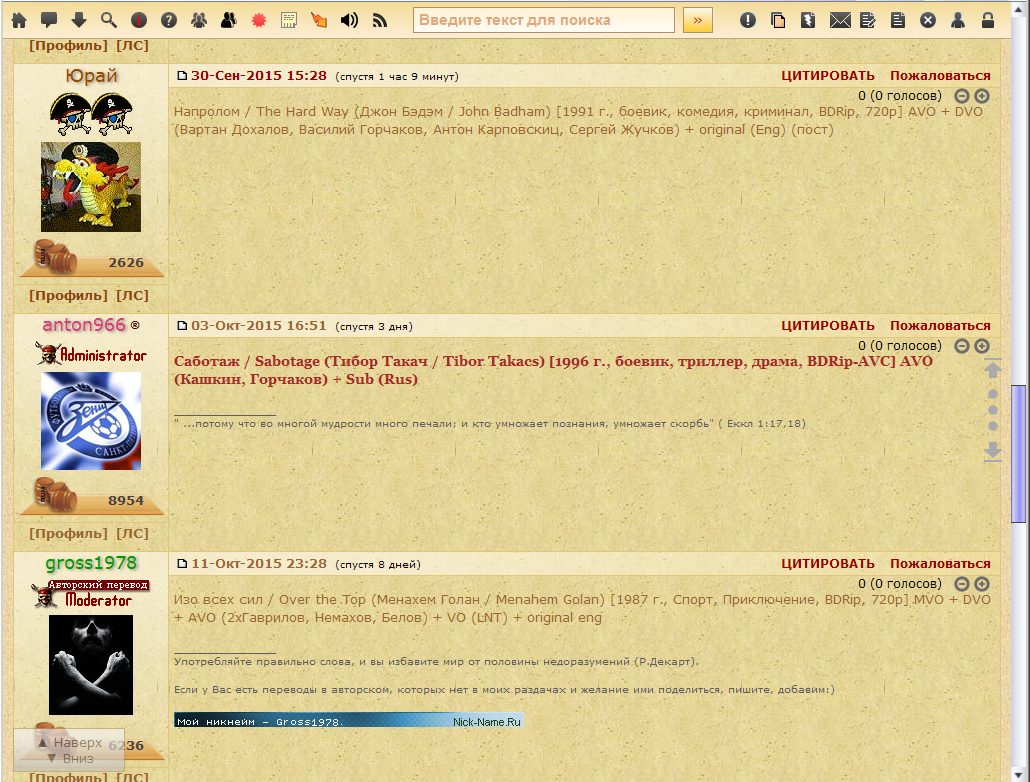 Введите текст для поиска
»
[Профиль] [ЛС]
Юрай
30-Сен-2015 15:28 (спустя 1 час 9 минут)
ЦИТИРОВАТЬ Пожаловаться
0 (0 голосов)
Напролом / The Hard Way (Джон Бэдэм / John Badham) [1991 г., боевик, комедия, криминал, BDRip, 720p] AVO + DVO
(Вартан Дохалов, Василий Горчаков, Антон Карповскиц, Сергей Жучков) + original (Eng) (пост)
2626
[Профиль] [ЛС]
anton966 ®
Administrator
ЗЕНИТ
САНКТ-ПЕТЕ
8954
[Профиль] [ЛС]
03-Окт-2015 16:51 (спустя 3 дня)
ЦИТИРОВАТЬ Пожаловаться
0 (0 голосов)
Саботаж / Sabotage (Тибор Такач / Tibor Takacs) [1996 г., боевик, триллер, драма, BDRip-AVC] AVO
(Кашкин, Горчаков) + Sub (Rus)
" ...потому что во многой мудрости много печали; и кто умножает познания, умножает скорбь" ( Еккл 1:17,18)
gross1978
Авторский перевод
Moderator
6236
[Профиль] [ЛС]
11-Окт-2015 23:28 (спустя 8 дней)
ЦИТИРОВАТЬ Пожаловаться
0 (0 голосов)
Изо всех сил / Over the Top (Менахем Голан / Menahem Golan) [1987 г., Спорт, Приключение, BDRip, 720p] MVO + DVO
+ AVO (2xГаврилов, Немахов, Белов) + VO (LNT) + original eng
Употребляйте правильно слова, и вы избавите мир от половины недоразумений (Р.Декарт).
Если у Вас есть переводы в авторском, которых нет в моих раздачах и желание ими поделиться, пишите, добавим:)
Мой никнейм – Gross1978. Nick-Name.Ru
▲ Наверх
▼ Вниз